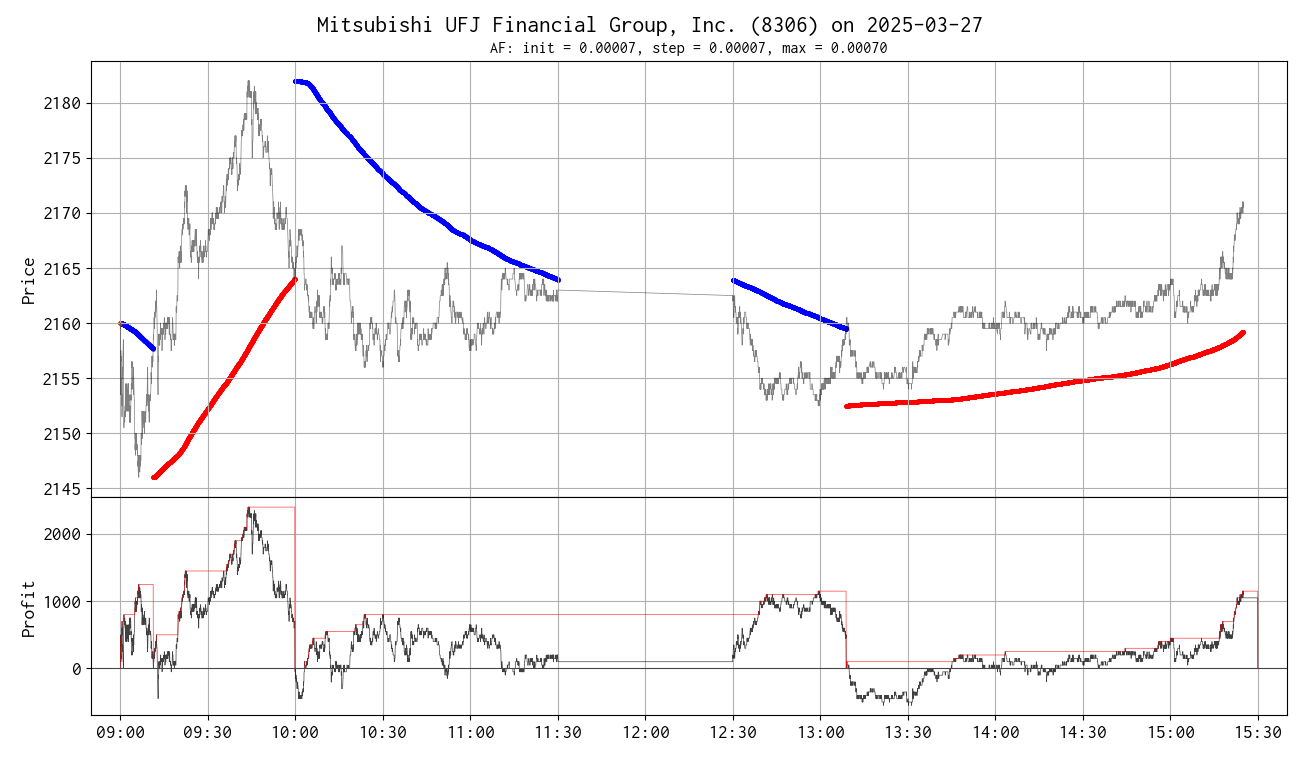 Mitsubishi UFJ Financial Group, Inc. (8306) on 2025-03-27
AF: init = 0.00007, step = 0.00007, max = 0.00070
Price
2180
2175
2170
2165
2160
2155
2150
2145
Profit
2000
1000
0
09:00 09:30 10:00 10:30 11:00 11:30 12:00 12:30 13:00 13:30 14:00 14:30 15:00 15:30